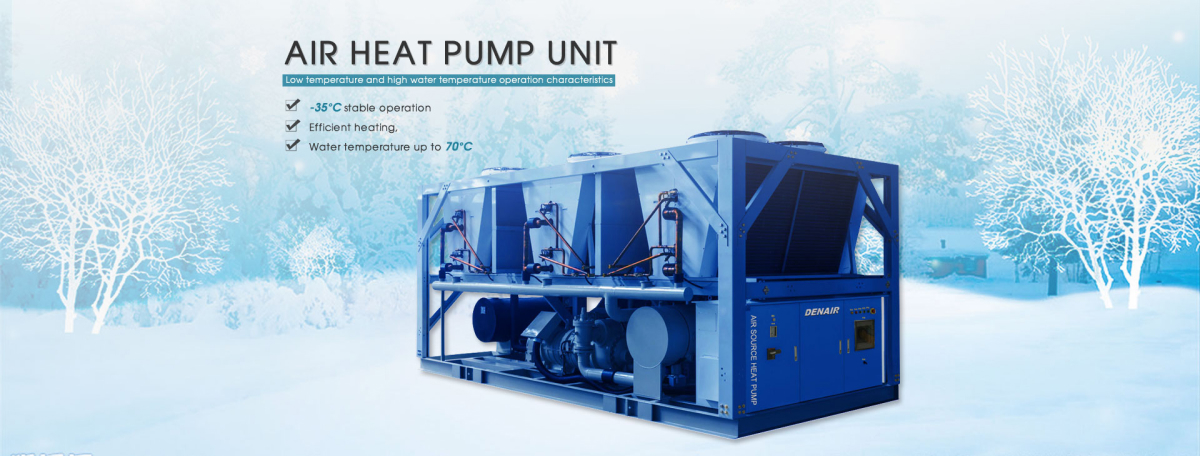 AIR HEAT PUMP UNIT
Low temperature and high water temperature operation characteristics
-35°C stable operation
Efficient heating,
Water temperature up to 70°C
DENAIR
AIR SOURCE HEAT PUMP